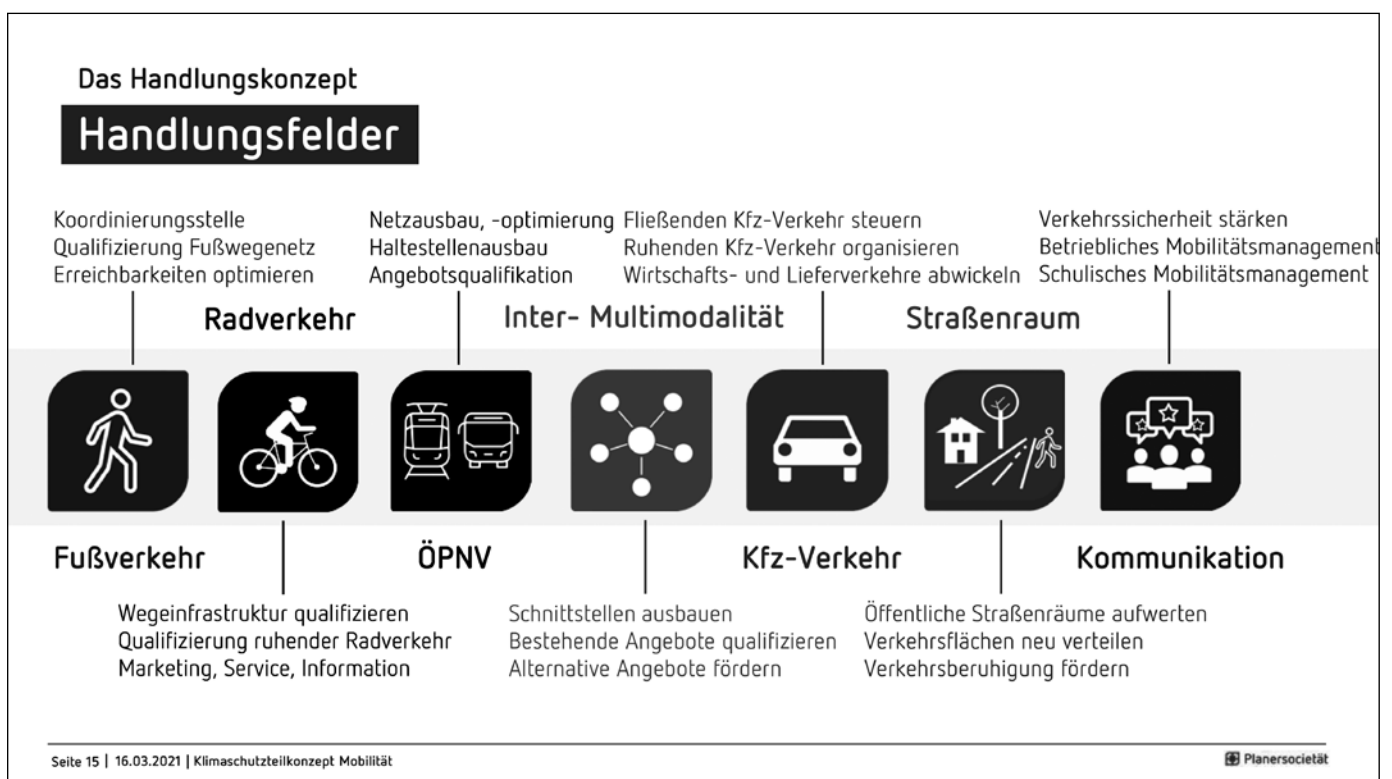 Das Handlungskonzept
Handlungsfelder
Koordinierungsstelle
Qualifizierung Fußwegenetz
Erreichbarkeiten optimieren
Netzausbau, -optimierung
Haltestellenausbau
Angebotsqualifikation
Fließenden Kfz-Verkehr steuern
Ruhenden Kfz-Verkehr organisieren
Wirtschafts- und Lieferverkehre abwickeln
Verkehrssicherheit stärken
Betriebliches Mobilitätsmanagement
Schulisches Mobilitätsmanagement
Radverkehr
Inter- Multimodalität
Straßenraum
Fußverkehr
ÖPNV
Kfz-Verkehr
Kommunikation
Wegeinfrastruktur qualifizieren
Qualifizierung ruhender Radverkehr
Marketing, Service, Information
Schnittstellen ausbauen
Bestehende Angebote qualifizieren
Alternative Angebote fördern
Öffentliche Straßenräume aufwerten
Verkehrsflächen neu verteilen
Verkehrsberuhigung fördern
Seite 15 | 16.03.2021 | Klimaschutzteilkonzept Mobilität
Planersocietät